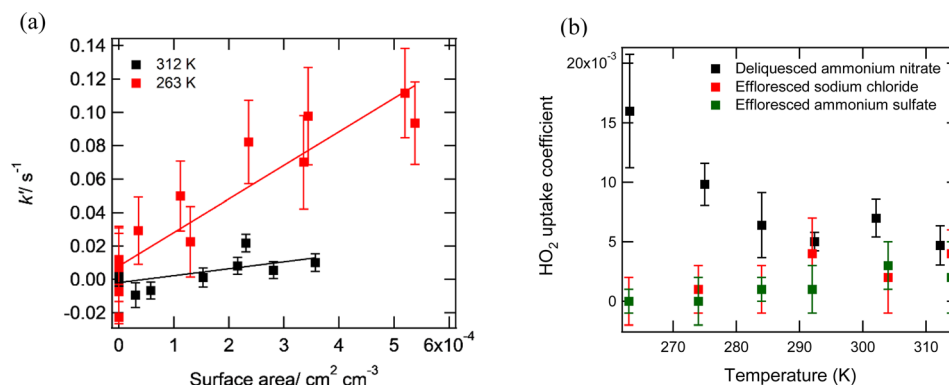 (a)
0.14
0.12
0.10
0.08
0.06
0.04
0.02
0.00
-0.02
k'/ s⁻¹
312 K
263 K
0 1 2 3 4 5 6x10⁻⁴
Surface area/ cm² cm⁻³
(b)
20x10⁻³
15
10
5
0
HO₂ uptake coefficient
Deliquesced ammonium nitrate
Effloresced sodium chloride
Effloresced ammonium sulfate
270 280 290 300 310
Temperature (K)